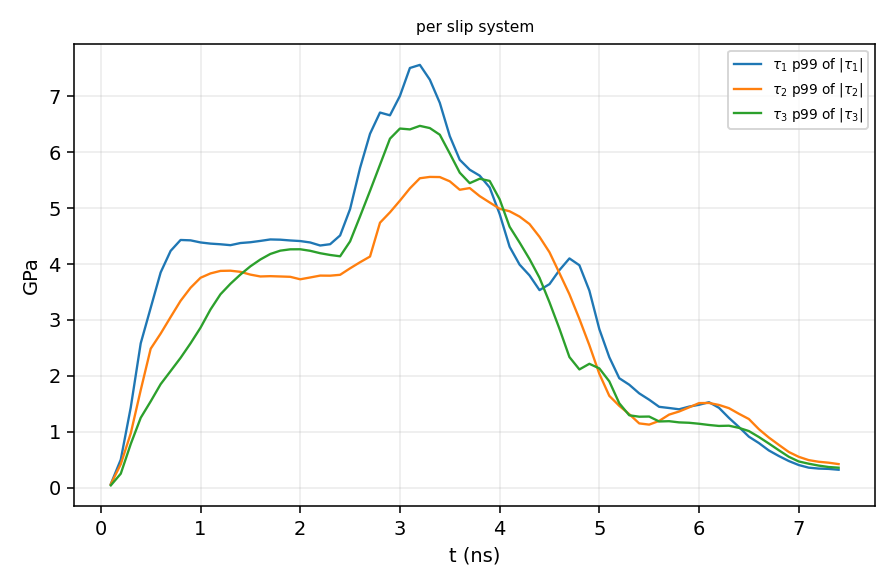 per slip system
GPa
7
6
5
4
3
2
1
0
τ₁ p99 of |τ₁|
τ₂ p99 of |τ₂|
τ₃ p99 of |τ₃|
0 1 2 3 4 5 6 7
t (ns)